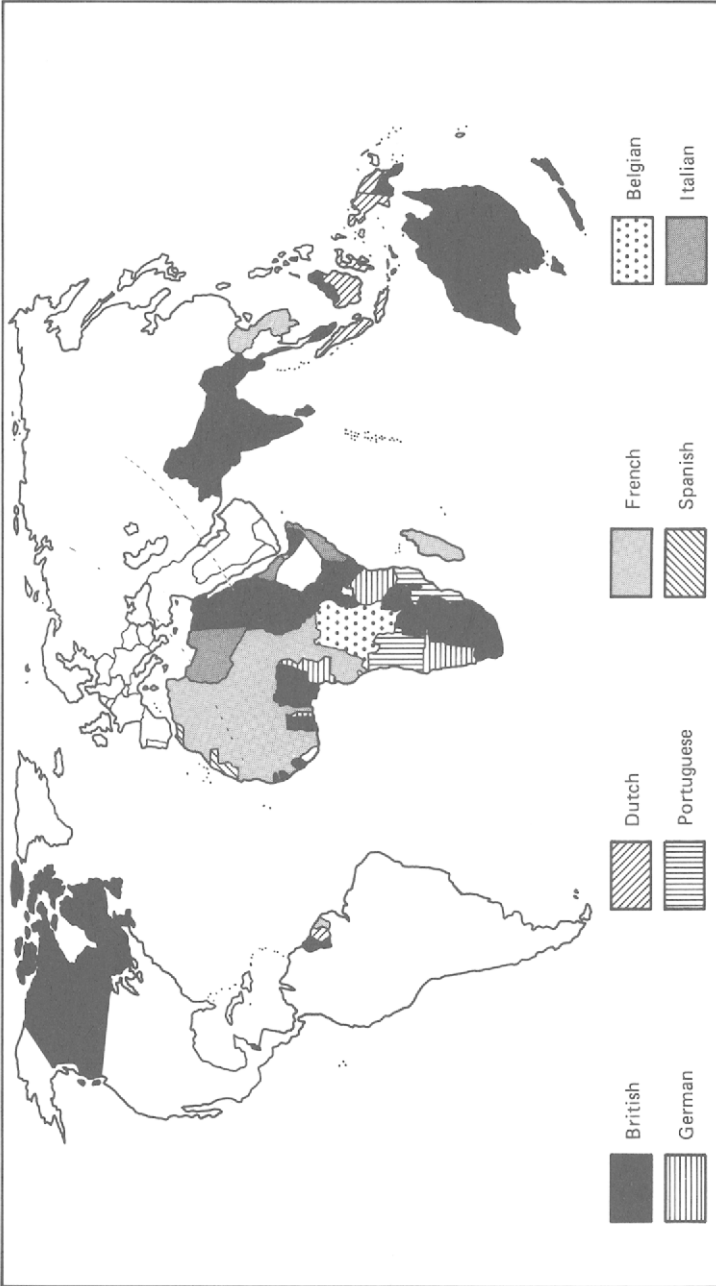 British
Dutch
French
Belgian
German
Portuguese
Spanish
Italian